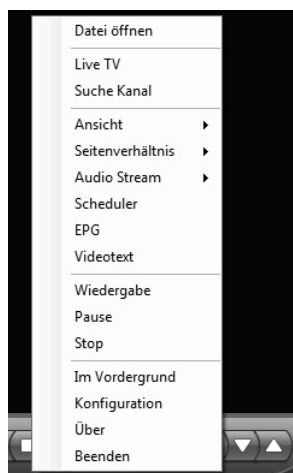 Datei öffnen
Live TV
Suche Kanal
Ansicht
Seitenverhältnis
Audio Stream
Scheduler
EPG
Videotext
Wiedergabe
Pause
Stop
Im Vordergrund
Konfiguration
Über
Beenden